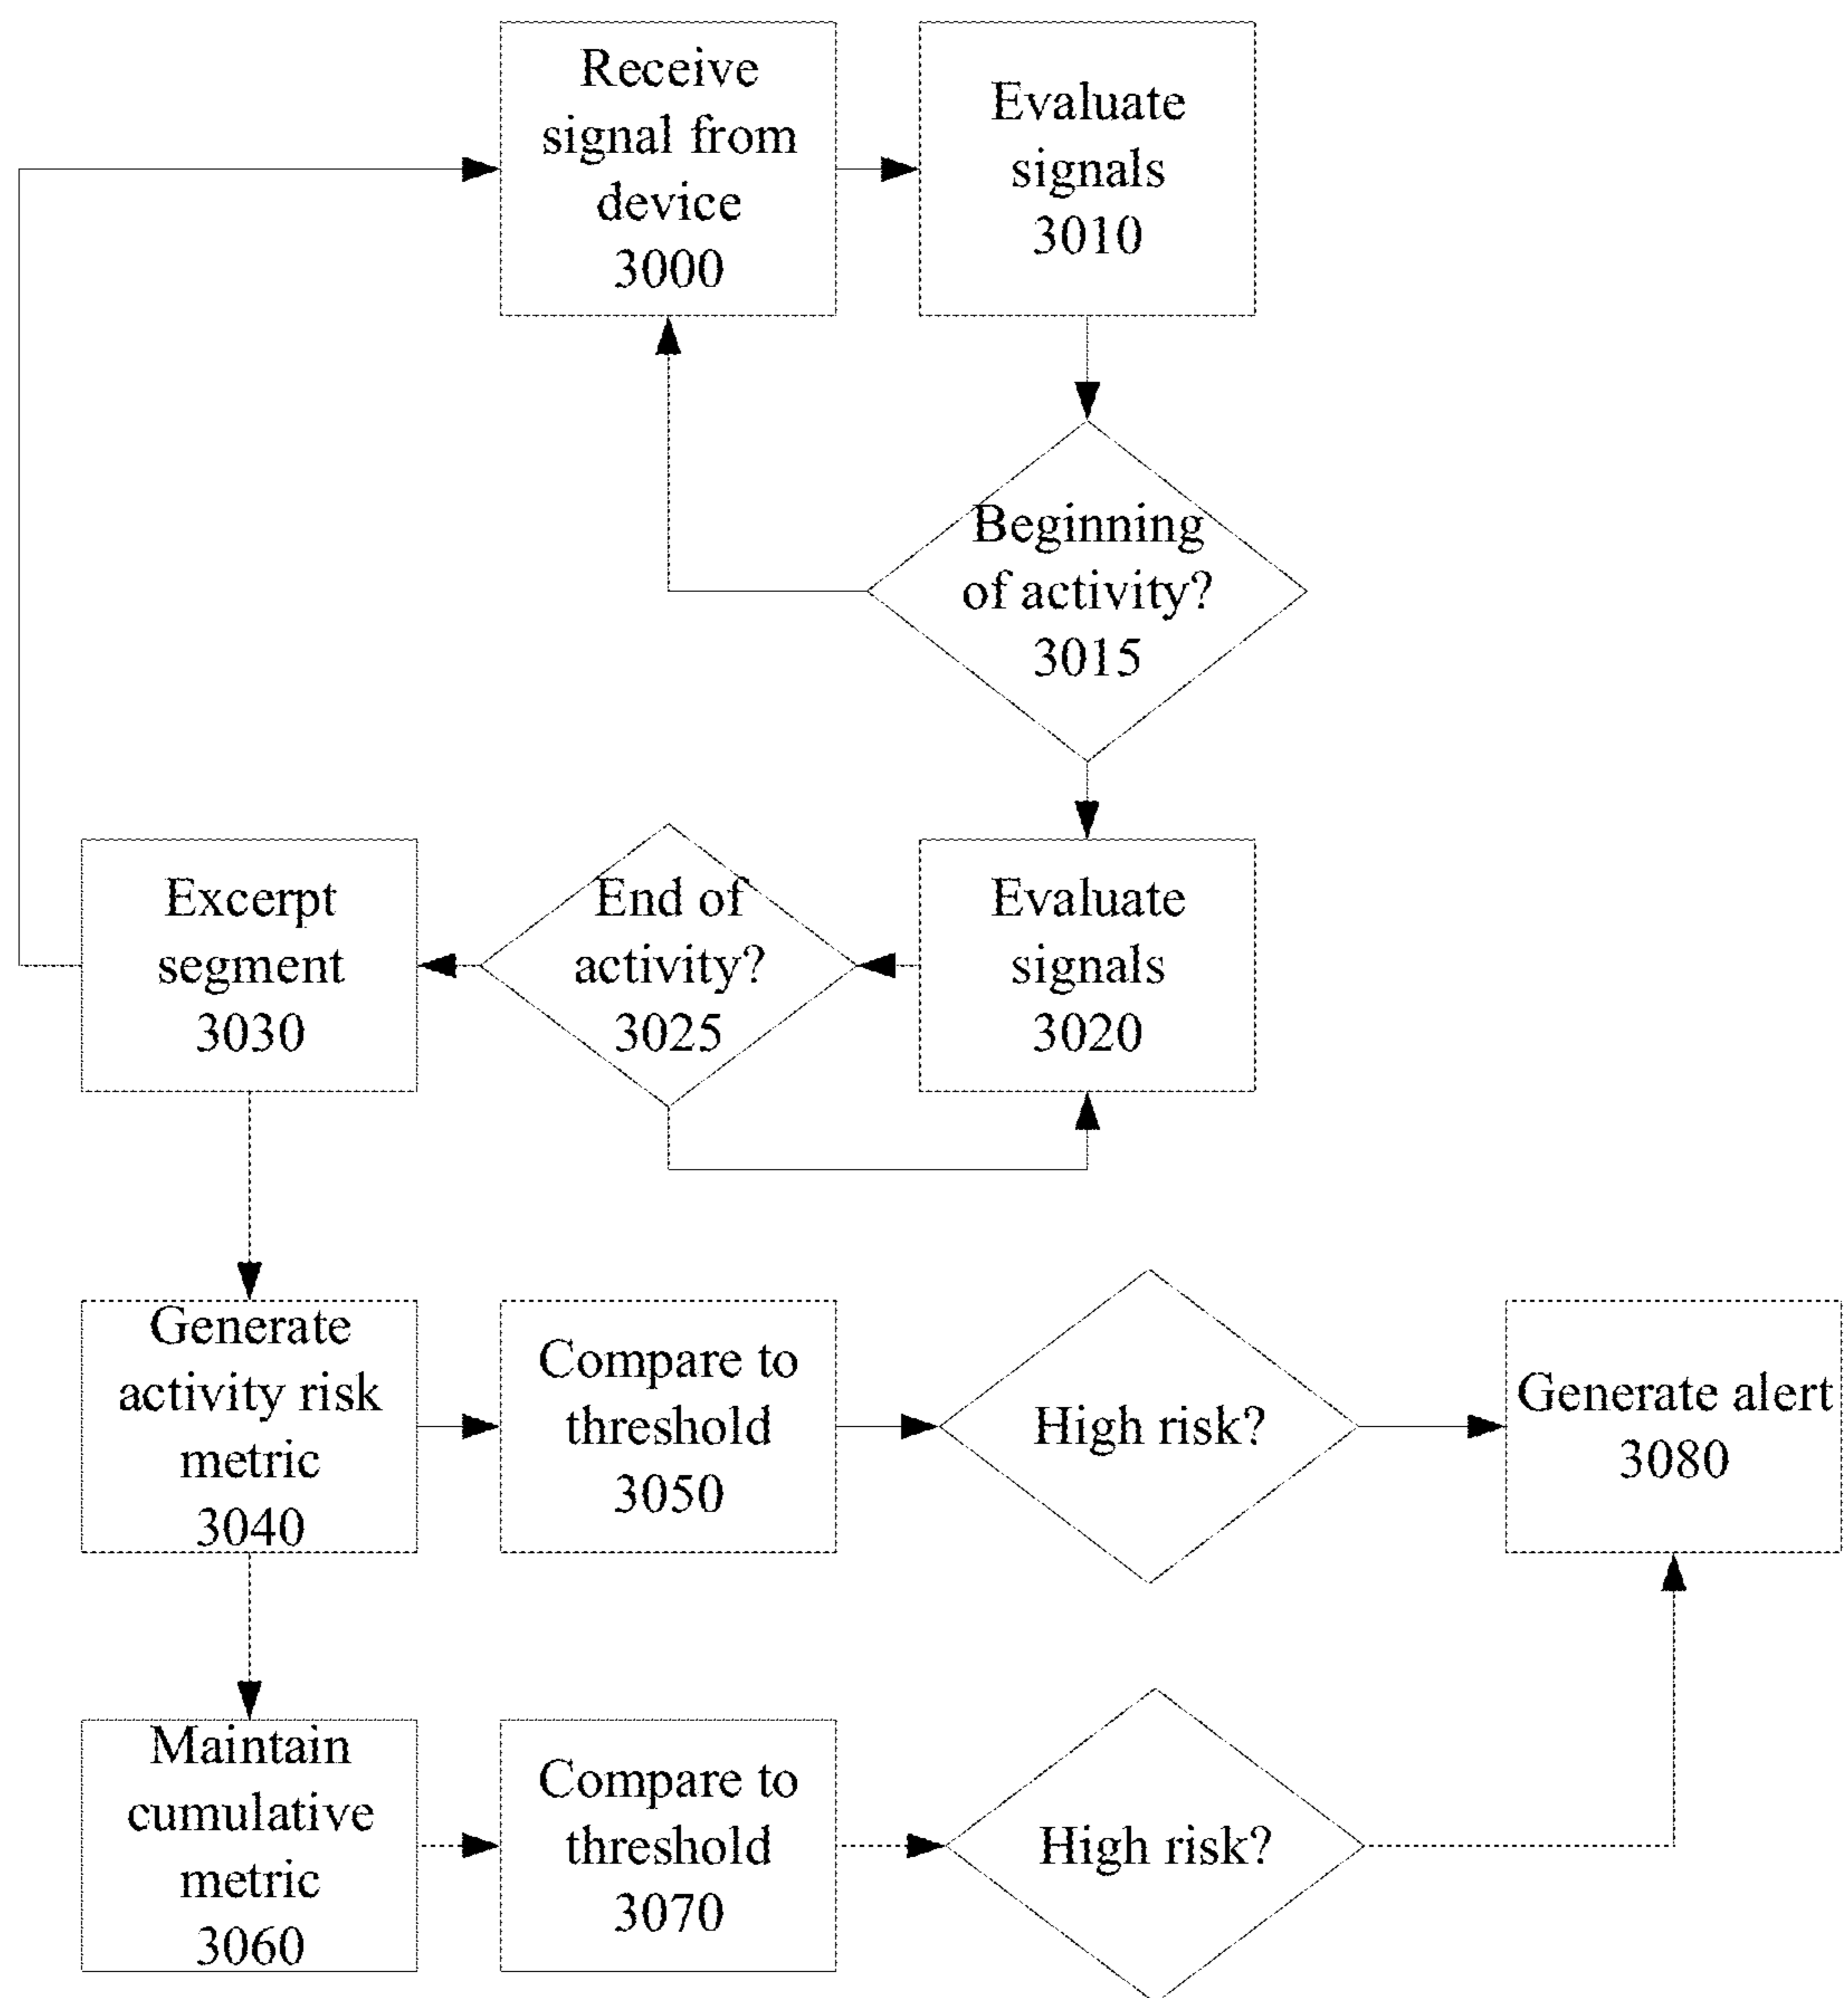 Receive
signal from
device
3000
Evaluate
signals
3010
Beginning
of activity?
3015
Excerpt
segment
3030
End of
activity?
3025
Evaluate
signals
3020
Generate
activity risk
metric
3040
Compare to
threshold
3050
High risk?
Generate alert
3080
Maintain
cumulative
metric
3060
Compare to
threshold
3070
High risk?